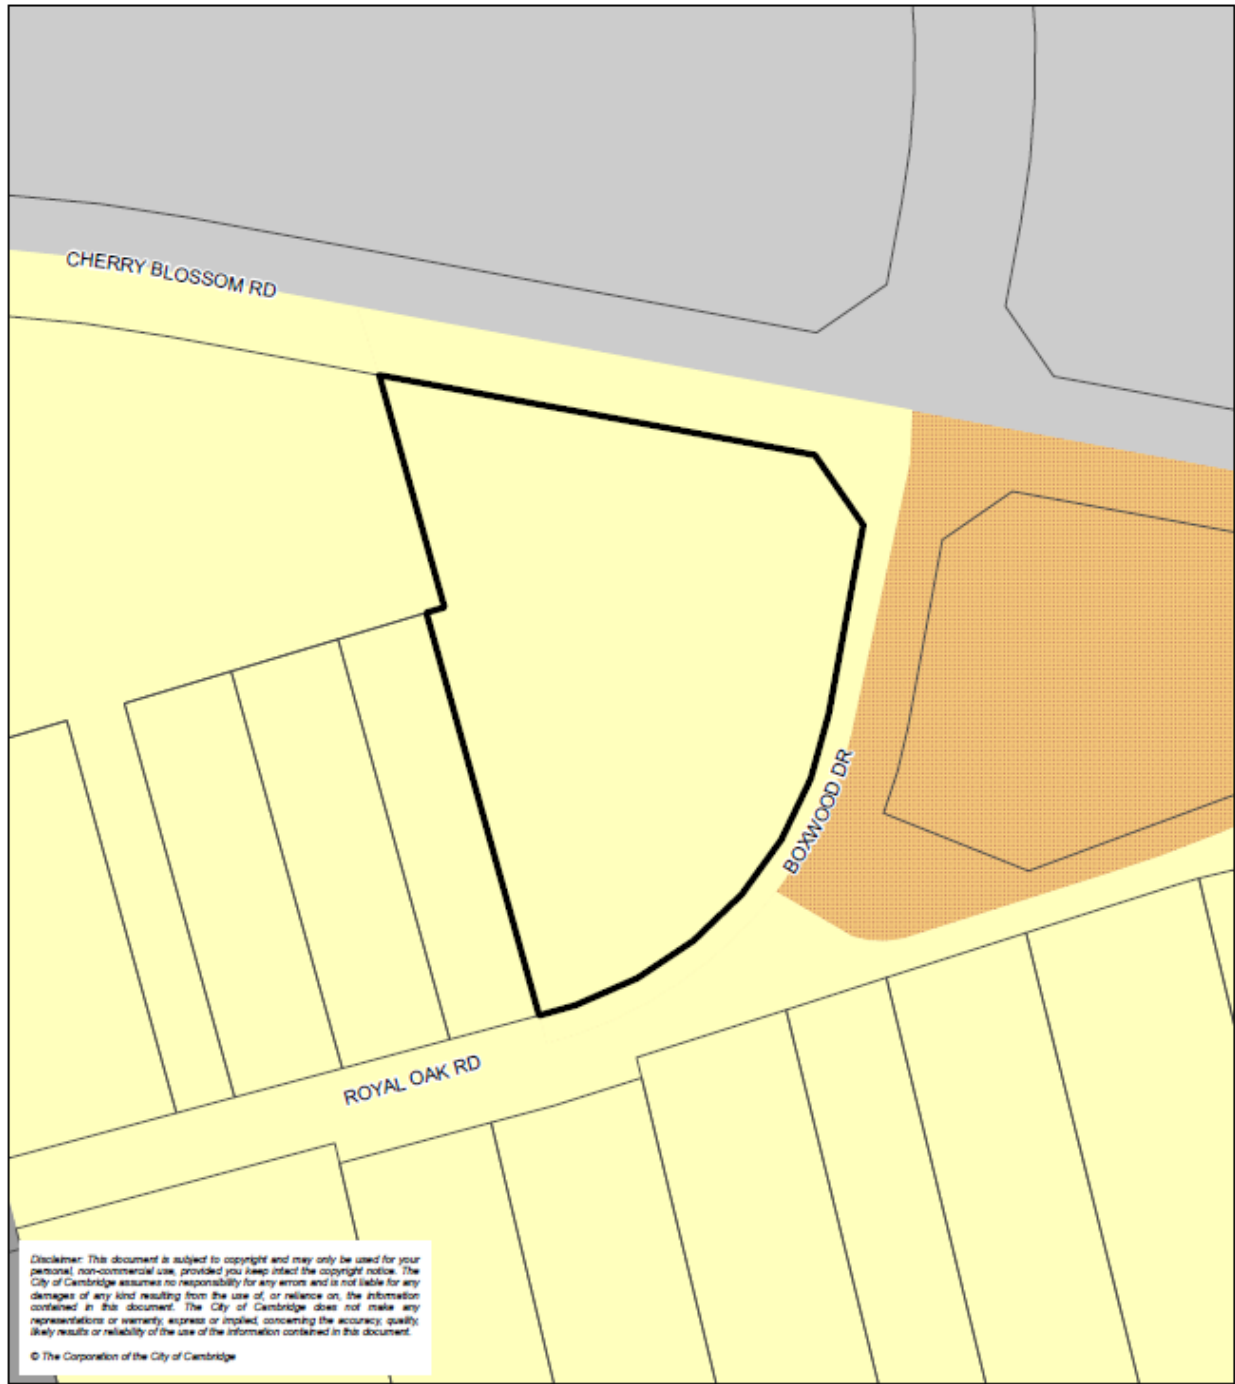 CHERRY BLOSSOM RD
BOXWOOD DR
ROYAL OAK RD
Disclaimer: This document is subject to copyright and may only be used for your
personal, non-commercial use, provided you keep intact the copyright notice. The
City of Cambridge assumes no responsibility for any errors and is not liable for any
damages of any kind resulting from the use of, or reliance on, the information
contained in this document. The City of Cambridge does not make any
representations or warranty, express or implied, concerning the accuracy, quality,
likely results or reliability of the use of the information contained in this document.
© The Corporation of the City of Cambridge